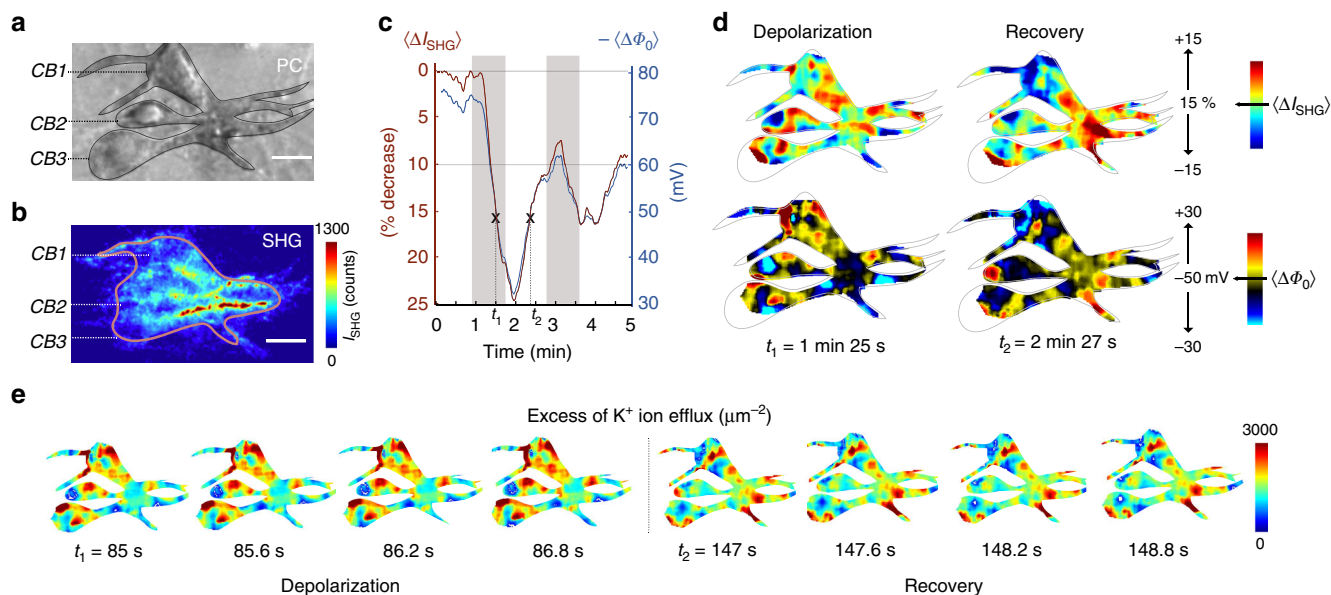 a
PC
CB1
CB2
CB3
b
SHG
CB1
CB2
CB3
1300
I_SHG (counts)
0
c
⟨ΔI_SHG⟩
− ⟨ΔΦ₀⟩
0
5
10
15
20
25
(% decrease)
80
70
60
50
40
30
(mV)
x
x
0
1
t₁
2
t₂
3
4
5
Time (min)
d
Depolarization
Recovery
+15
15 %
−15
⟨ΔI_SHG⟩
+30
−50 mV
−30
⟨ΔΦ₀⟩
t₁ = 1 min 25 s
t₂ = 2 min 27 s
e
Excess of K⁺ ion efflux (μm⁻²)
3000
0
t₁ = 85 s
85.6 s
86.2 s
86.8 s
t₂ = 147 s
147.6 s
148.2 s
148.8 s
Depolarization
Recovery